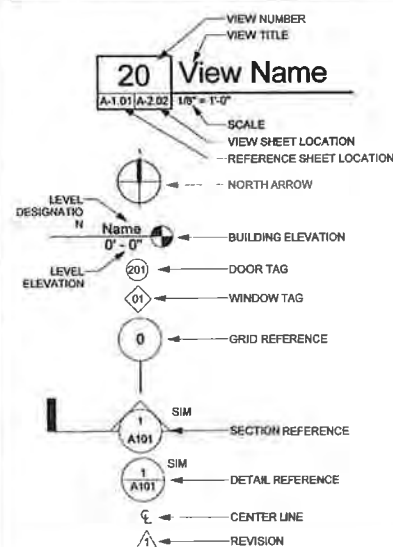 VIEW NUMBER
VIEW TITLE
20 View Name
A-1.01 A-2.02 1/8" = 1'-0"
SCALE
VIEW SHEET LOCATION
REFERENCE SHEET LOCATION
NORTH ARROW
LEVEL
DESIGNATIO
N
Name
0' - 0"
BUILDING ELEVATION
LEVEL
ELEVATION
201 DOOR TAG
01 WINDOW TAG
0 GRID REFERENCE
SIM
1
A101
SECTION REFERENCE
SIM
1
A101
DETAIL REFERENCE
℄ CENTER LINE
1 REVISION